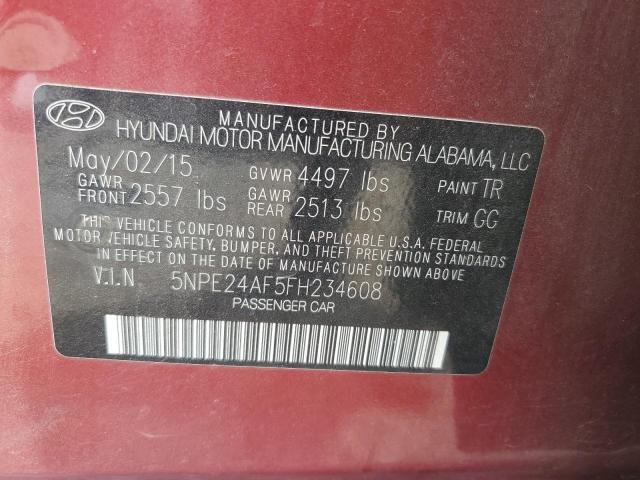 MANUFACTURED BY
HYUNDAI MOTOR MANUFACTURING ALABAMA, LLC
May/02/15 GVWR 4497 lbs PAINT TR
GAWR FRONT 2557 lbs GAWR REAR 2513 lbs TRIM GG
THIS VEHICLE CONFORMS TO ALL APPLICABLE U.S.A. FEDERAL
MOTOR VEHICLE SAFETY, BUMPER, AND THEFT PREVENTION STANDARDS
IN EFFECT ON THE DATE OF MANUFACTURE SHOWN ABOVE
V.I.N 5NPE24AF5FH234608
PASSENGER CAR